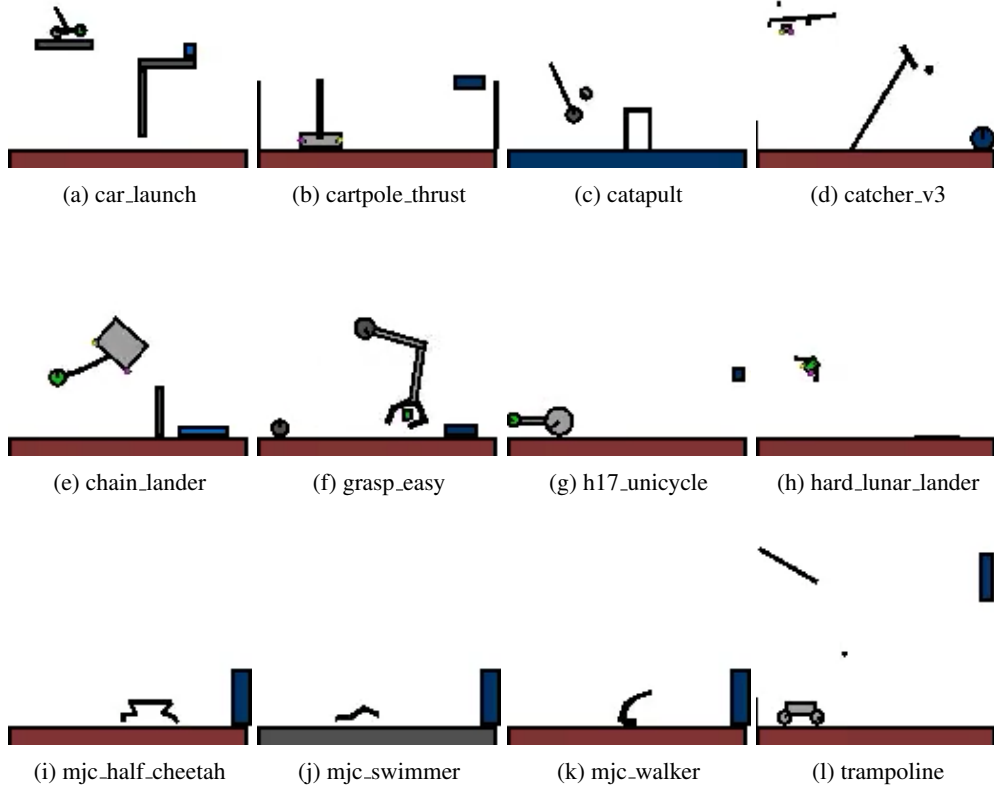 (a) car_launch
(b) cartpole_thrust
(c) catapult
(d) catcher_v3
(e) chain_lander
(f) grasp_easy
(g) h17_unicycle
(h) hard_lunar_lander
(i) mjc_half_cheetah
(j) mjc_swimmer
(k) mjc_walker
(l) trampoline